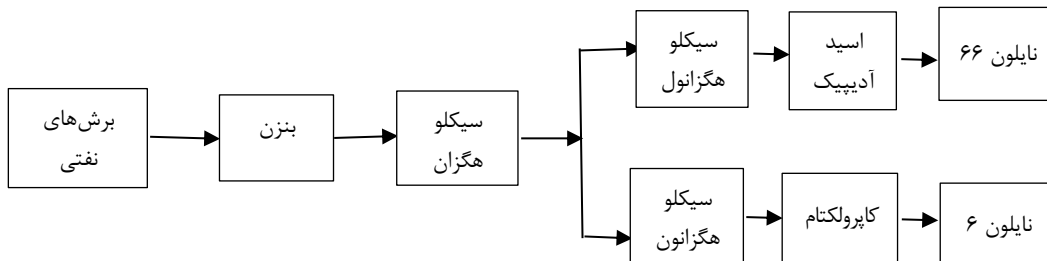 برش‌های
نفتی
بنزن
سیکلو
هگزان
سیکلو
هگزانول
اسید
آدیپیک
نایلون ۶۶
سیکلو
هگزانون
کاپرولکتام
نایلون ۶